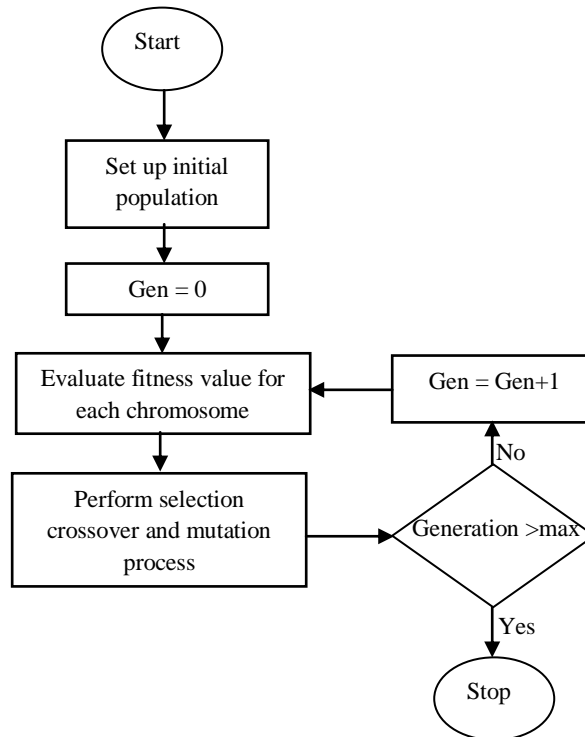 Start
Set up initial
population
Gen = 0
Evaluate fitness value for
each chromosome
Gen = Gen+1
No
Perform selection
crossover and mutation
process
Generation >max
Yes
Stop